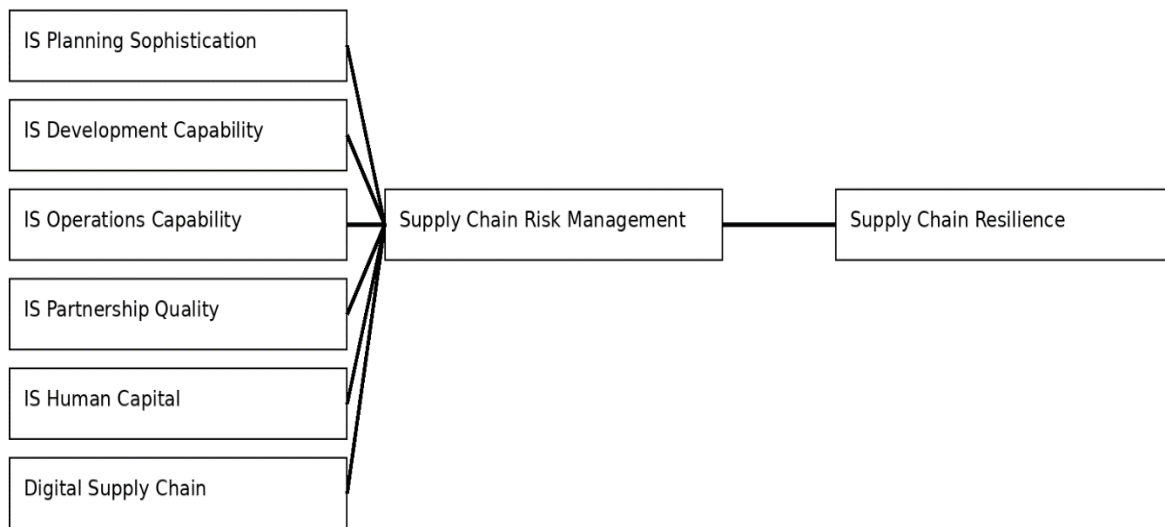 IS Planning Sophistication
IS Development Capability
IS Operations Capability
Supply Chain Risk Management
Supply Chain Resilience
IS Partnership Quality
IS Human Capital
Digital Supply Chain